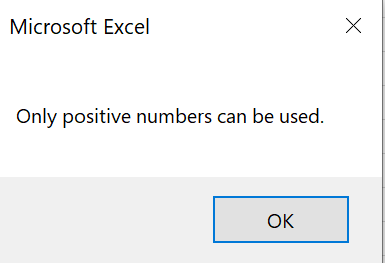 Microsoft Excel
Only positive numbers can be used.
OK